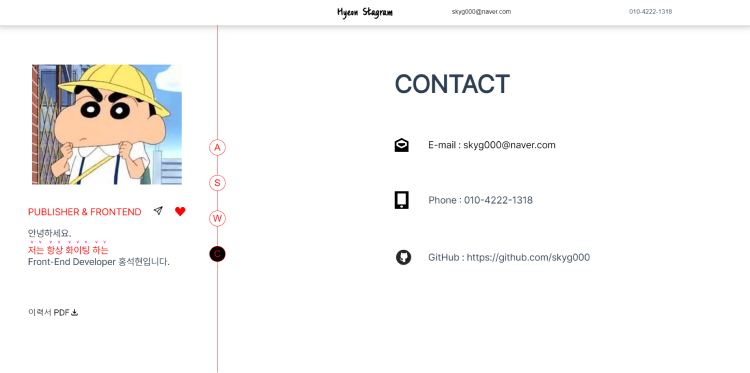 Hyeon Stagram
skyg000@naver.com
010-4222-1318
CONTACT
A
S
W
C
E-mail : skyg000@naver.com
Phone : 010-4222-1318
GitHub : https://github.com/skyg000
PUBLISHER & FRONTEND
안녕하세요.
저는 항상 화이팅 하는
Front-End Developer 홍석현입니다.
이력서 PDF